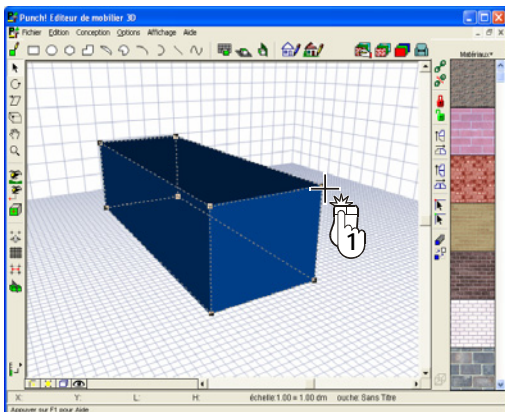 Punch! Editeur de mobilier 3D
Fichier Edition Conception Options Affichage Aide
Matériaux
1
X: Y: L: H: échelle:1.00 = 1.00 dm ouche: Sans Titre
Appuyer sur F1 pour Aide